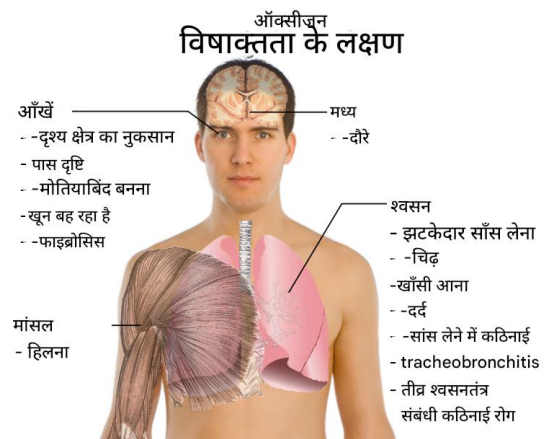 ऑक्सीजन
विषाक्तता के लक्षण
आँखें
- -दृश्य क्षेत्र का नुकसान
- पास दृष्टि
- -मोतियाबिंद बनना
-खून बह रहा है
- -फाइब्रोसिस
मांसल
- हिलना
मध्य
- -दौरे
श्वसन
- झटकेदार साँस लेना
- -चिढ़
-खाँसी आना
- -दर्द
- -सांस लेने में कठिनाई
- tracheobronchitis
- तीव्र श्वसनतंत्र
संबंधी कठिनाई रोग